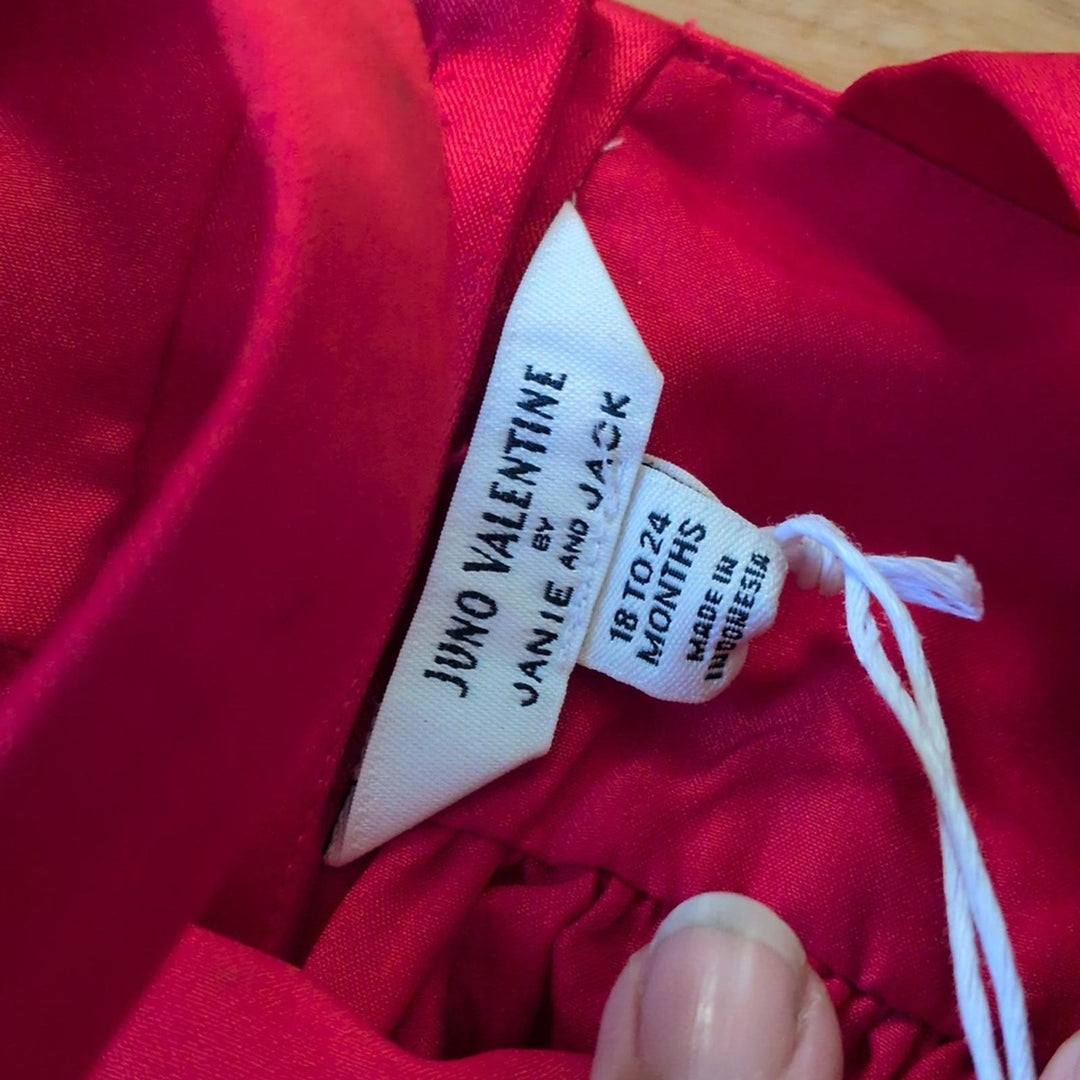 JUNO VALENTINE
BY
JANIE AND JACK
18 TO 24
MONTHS
MADE IN
INDONESIA